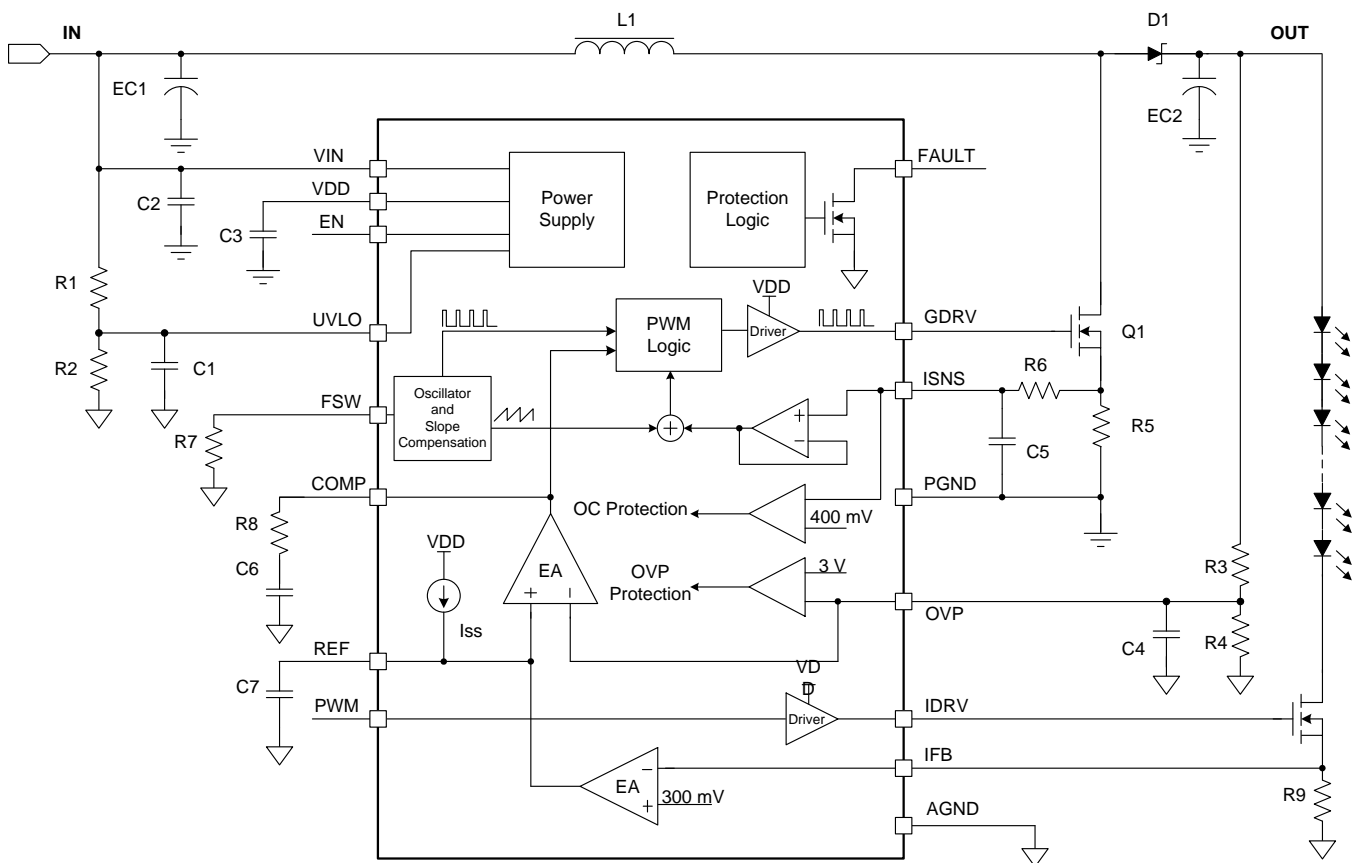 IN
L1
D1
OUT
EC1
EC2
VIN
FAULT
VDD
Power
Supply
Protection
Logic
C2
EN
C3
R1
VDD
UVLO
PWM
Logic
Driver
GDRV
Q1
R2
C1
R6
ISNS
FSW
Oscillator
and
Slope
Compensation
+
+
–
R5
R7
C5
COMP
PGND
OC Protection
400 mV
R8
VDD
EA
+
–
3 V
OVP
Protection
R3
C6
Iss
OVP
REF
C4
R4
C7
VD
D
PWM
Driver
IDRV
IFB
EA
–
+
300 mV
R9
AGND